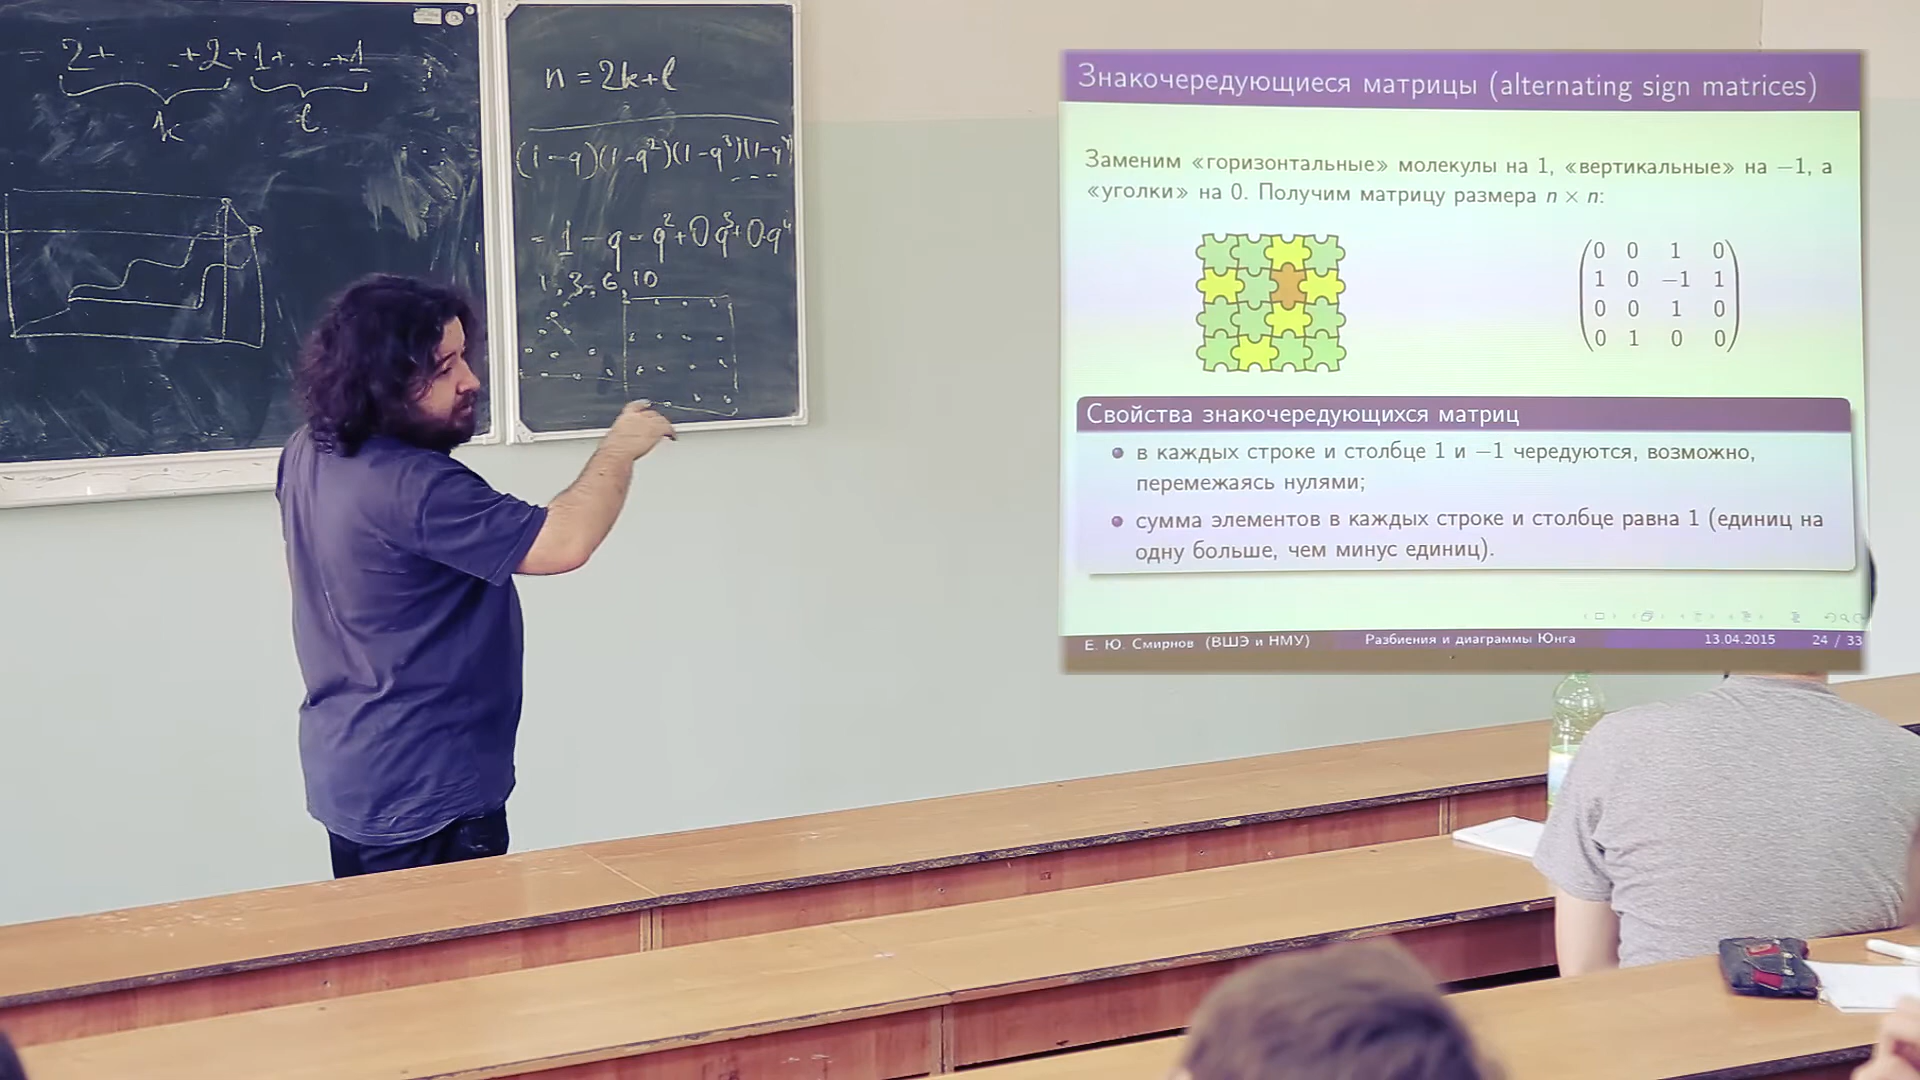 = 2+ . . . +2+1+ . . . +1
k l
n = 2k+l
(1-q)(1-q²)(1-q³)(1-q⁴)
= 1 - q - q² + 0q³ + 0·q⁴
1, 3, 6, 10
Знакочередующиеся матрицы (alternating sign matrices)
Заменим «горизонтальные» молекулы на 1, «вертикальные» на −1, а
«уголки» на 0. Получим матрицу размера n × n:
0 0 1 0
1 0 −1 1
0 0 1 0
0 1 0 0
Свойства знакочередующихся матриц
в каждых строке и столбце 1 и −1 чередуются, возможно,
перемежаясь нулями;
сумма элементов в каждых строке и столбце равна 1 (единиц на
одну больше, чем минус единиц).
Е. Ю. Смирнов (ВШЭ и НМУ) Разбиения и диаграммы Юнга 13.04.2015 24 / 33